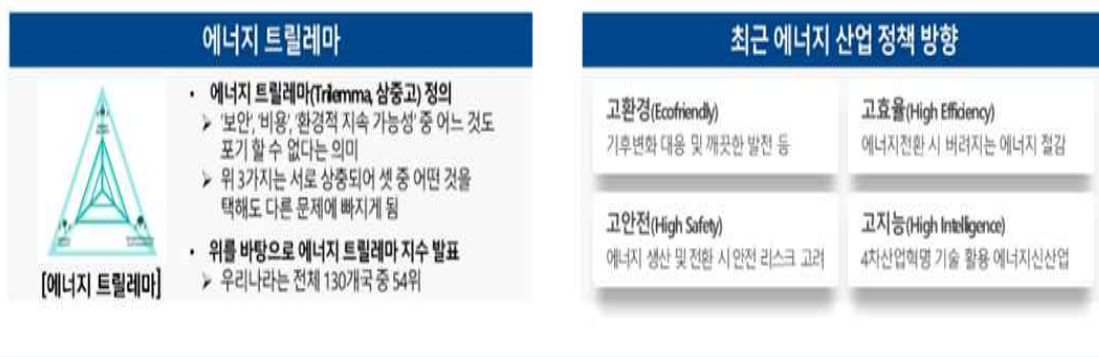 에너지 트릴레마
• 에너지 트릴레마(Trilemma, 삼중고) 정의
➢ '보안', '비용', '환경적 지속 가능성' 중 어느 것도
포기 할 수 없다는 의미
➢ 위 3가지는 서로 상충되어 셋 중 어떤 것을
택해도 다른 문제에 빠지게 됨
• 위를 바탕으로 에너지 트릴레마 지수 발표
➢ 우리나라는 전체 130개국 중 54위
[에너지 트릴레마]
최근 에너지 산업 정책 방향
고환경(Ecofriendly)
기후변화 대응 및 깨끗한 발전 등
고효율(High Efficiency)
에너지전환 시 버려지는 에너지 절감
고안전(High Safety)
에너지 생산 및 전환 시 안전 리스크 고려
고지능(High Intelligence)
4차산업혁명 기술 활용 에너지신산업